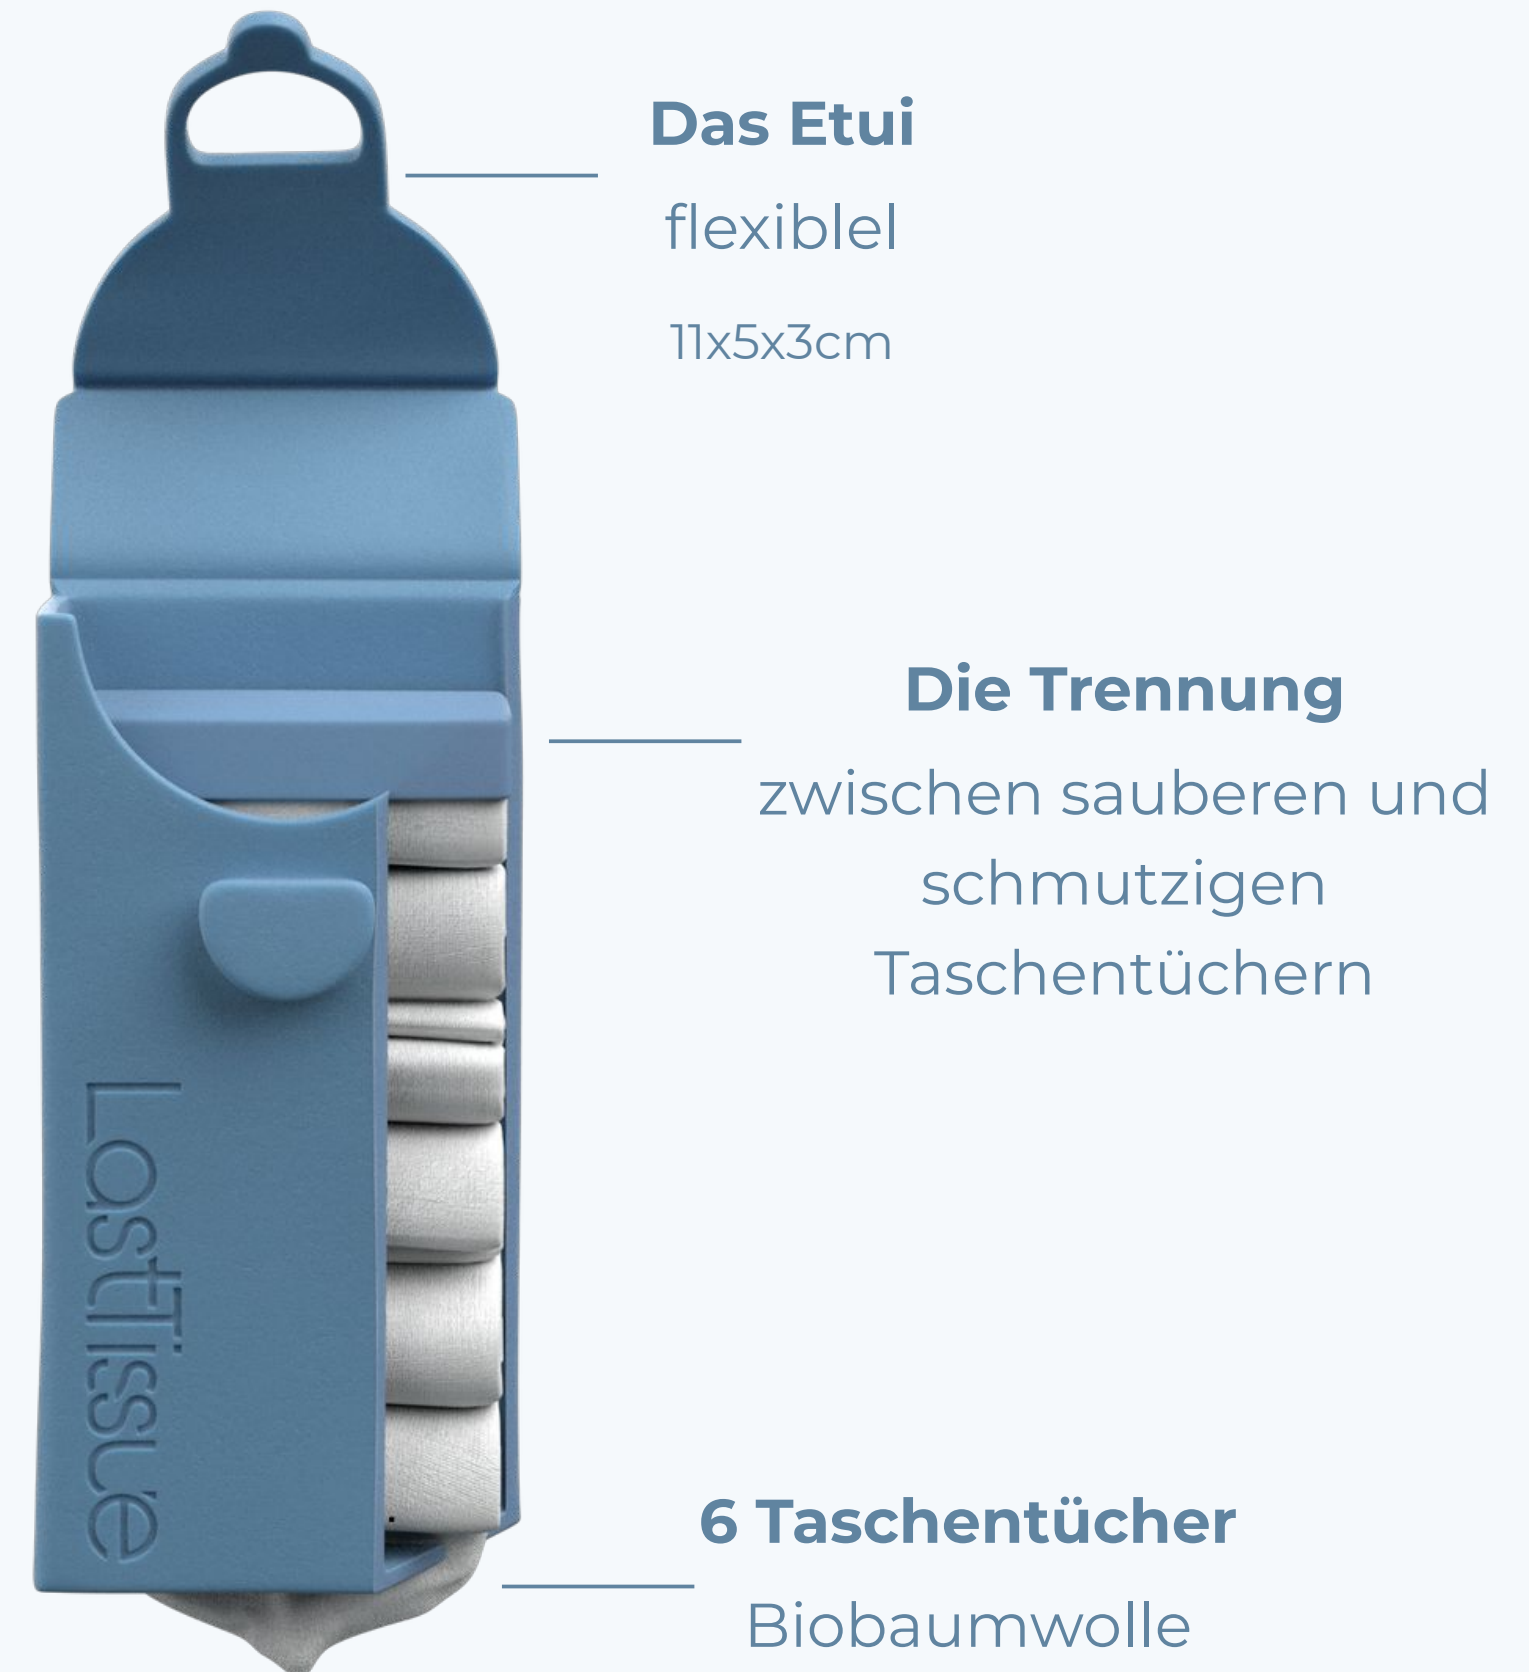 Das Etui
flexiblel
11x5x3cm
Die Trennung
zwischen sauberen und
schmutzigen
Taschentüchern
LastTissue
6 Taschentücher
Biobaumwolle